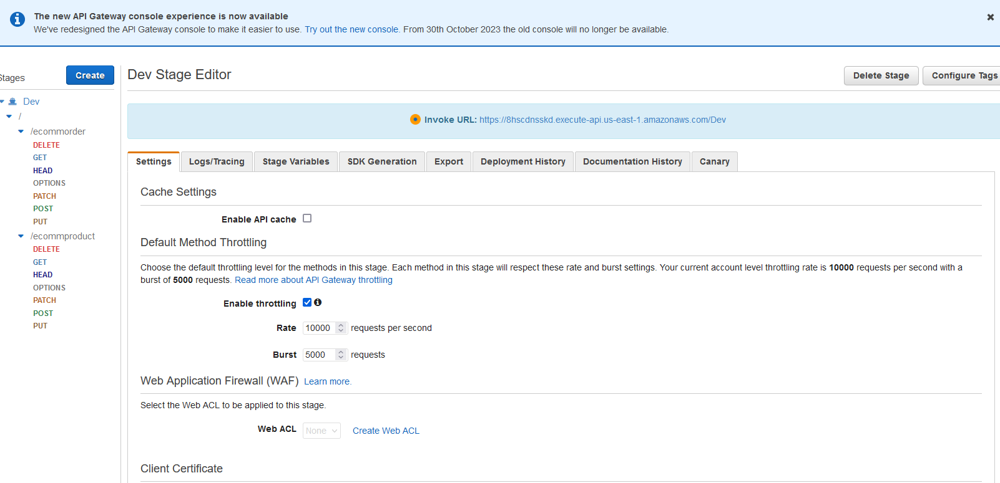 The new API Gateway console experience is now available
We've redesigned the API Gateway console to make it easier to use. Try out the new console. From 30th October 2023 the old console will no longer be available.
Stages
Create
Dev
/
/ecommorder
DELETE
GET
HEAD
OPTIONS
PATCH
POST
PUT
/ecommproduct
DELETE
GET
HEAD
OPTIONS
PATCH
POST
PUT
Dev Stage Editor
Delete Stage
Configure Tags
Invoke URL: https://8hscdnsskd.execute-api.us-east-1.amazonaws.com/Dev
Settings
Logs/Tracing
Stage Variables
SDK Generation
Export
Deployment History
Documentation History
Canary
Cache Settings
Enable API cache
Default Method Throttling
Choose the default throttling level for the methods in this stage. Each method in this stage will respect these rate and burst settings. Your current account level throttling rate is 10000 requests per second with a
burst of 5000 requests. Read more about API Gateway throttling
Enable throttling
Rate 10000 requests per second
Burst 5000 requests
Web Application Firewall (WAF) Learn more.
Select the Web ACL to be applied to this stage.
Web ACL None Create Web ACL
Client Certificate